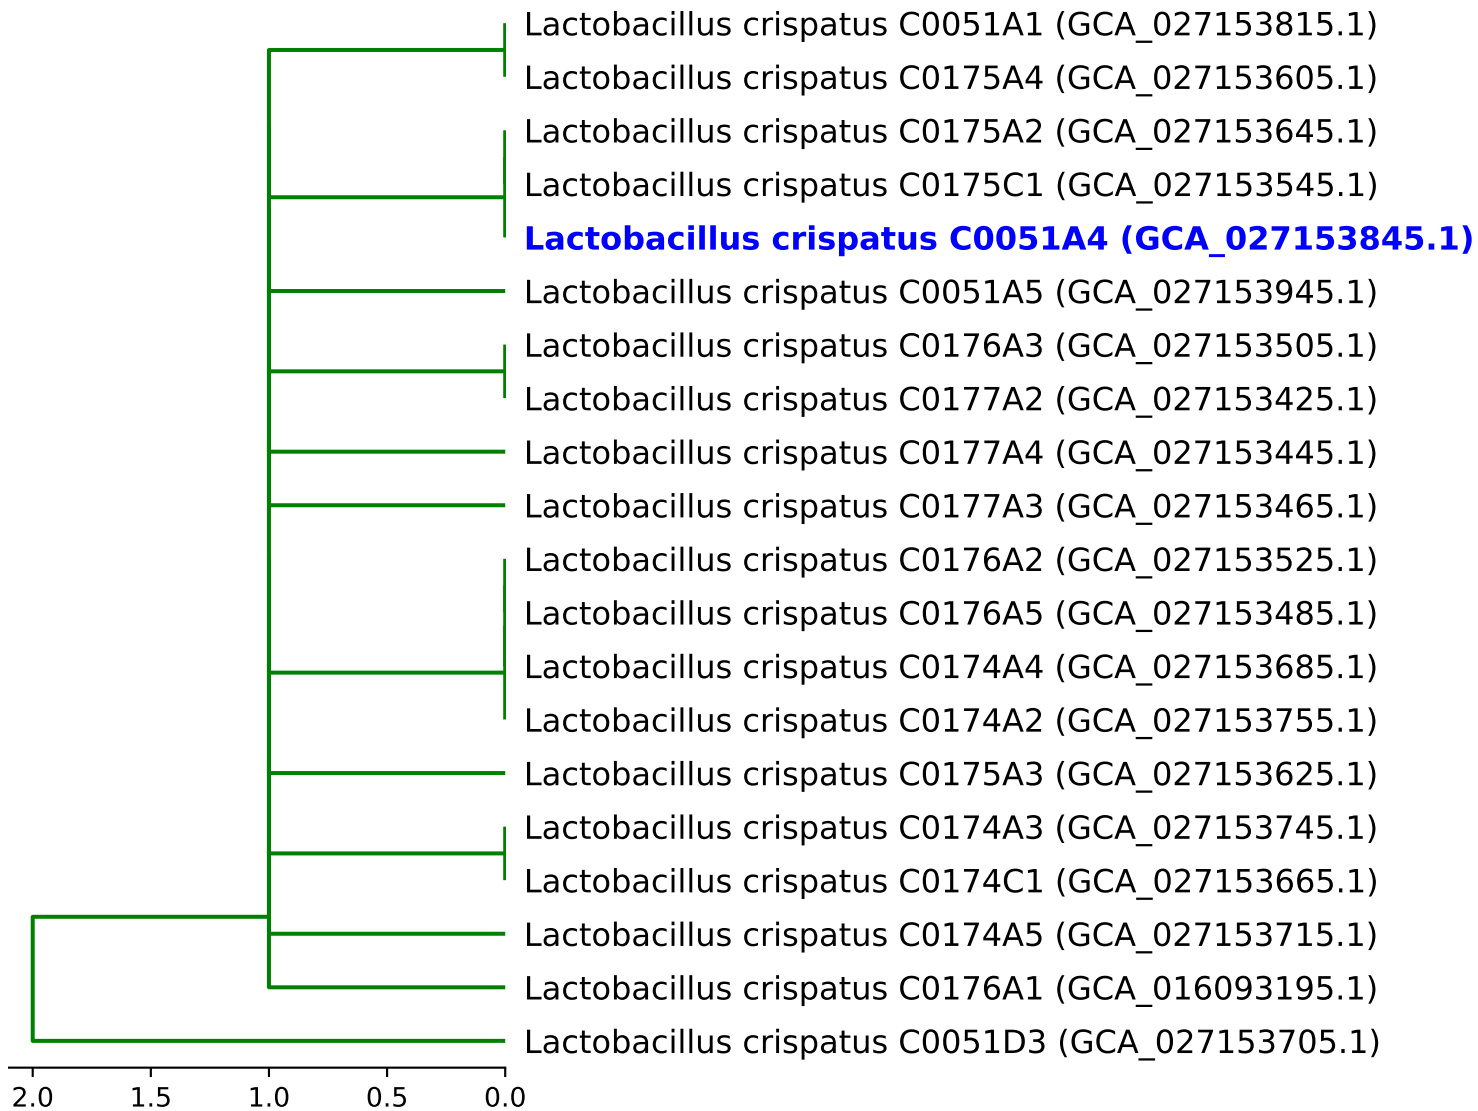 Lactobacillus crispatus C0051A1 (GCA_027153815.1)
Lactobacillus crispatus C0175A4 (GCA_027153605.1)
Lactobacillus crispatus C0175A2 (GCA_027153645.1)
Lactobacillus crispatus C0175C1 (GCA_027153545.1)
Lactobacillus crispatus C0051A4 (GCA_027153845.1)
Lactobacillus crispatus C0051A5 (GCA_027153945.1)
Lactobacillus crispatus C0176A3 (GCA_027153505.1)
Lactobacillus crispatus C0177A2 (GCA_027153425.1)
Lactobacillus crispatus C0177A4 (GCA_027153445.1)
Lactobacillus crispatus C0177A3 (GCA_027153465.1)
Lactobacillus crispatus C0176A2 (GCA_027153525.1)
Lactobacillus crispatus C0176A5 (GCA_027153485.1)
Lactobacillus crispatus C0174A4 (GCA_027153685.1)
Lactobacillus crispatus C0174A2 (GCA_027153755.1)
Lactobacillus crispatus C0175A3 (GCA_027153625.1)
Lactobacillus crispatus C0174A3 (GCA_027153745.1)
Lactobacillus crispatus C0174C1 (GCA_027153665.1)
Lactobacillus crispatus C0174A5 (GCA_027153715.1)
Lactobacillus crispatus C0176A1 (GCA_016093195.1)
Lactobacillus crispatus C0051D3 (GCA_027153705.1)
2.0 1.5 1.0 0.5 0.0